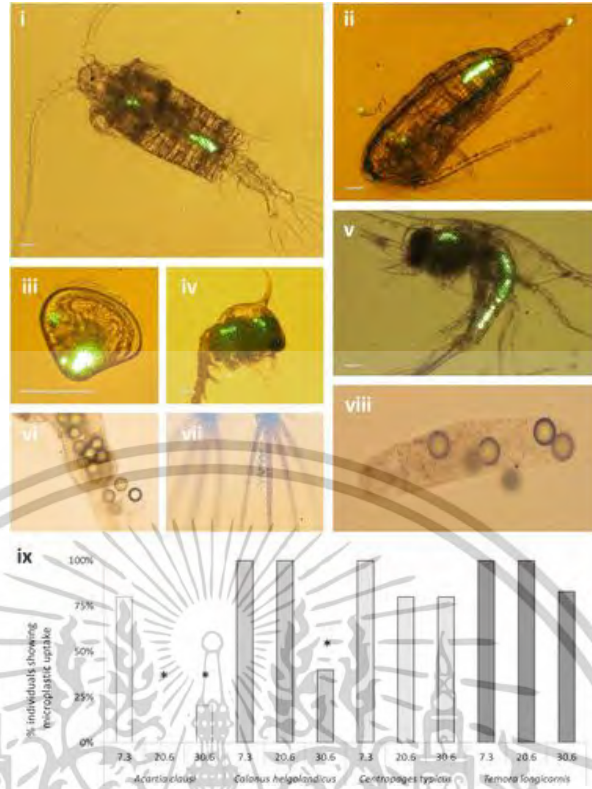 i
ii
iii
iv
v
vi
vii
viii
ix
% individuals showing
microplastic uptake
100%
75%
50%
25%
0%
*
*
*
7.3 20.6 30.6 7.3 20.6 30.6 7.3 20.6 30.6 7.3 20.6 30.6
Acartia clausi Calanus helgolandicus Centropages typicus Temora longicornis